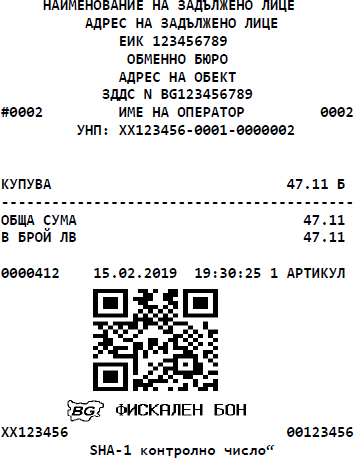 НАИМЕНОВАНИЕ НА ЗАДЪЛЖЕНО ЛИЦЕ
АДРЕС НА ЗАДЪЛЖЕНО ЛИЦЕ
ЕИК 123456789
ОБМЕННО БЮРО
АДРЕС НА ОБЕКТ
ЗДДС N BG123456789
#0002 ИМЕ НА ОПЕРАТОР 0002
УНП: XX123456-0001-0000002
КУПУВА 47.11 Б
ОБЩА СУМА 47.11
В БРОЙ ЛВ 47.11
0000412 15.02.2019 19:30:25 1 АРТИКУЛ
BG ФИСКАЛЕН БОН
XX123456 00123456
SHA-1 контролно число“